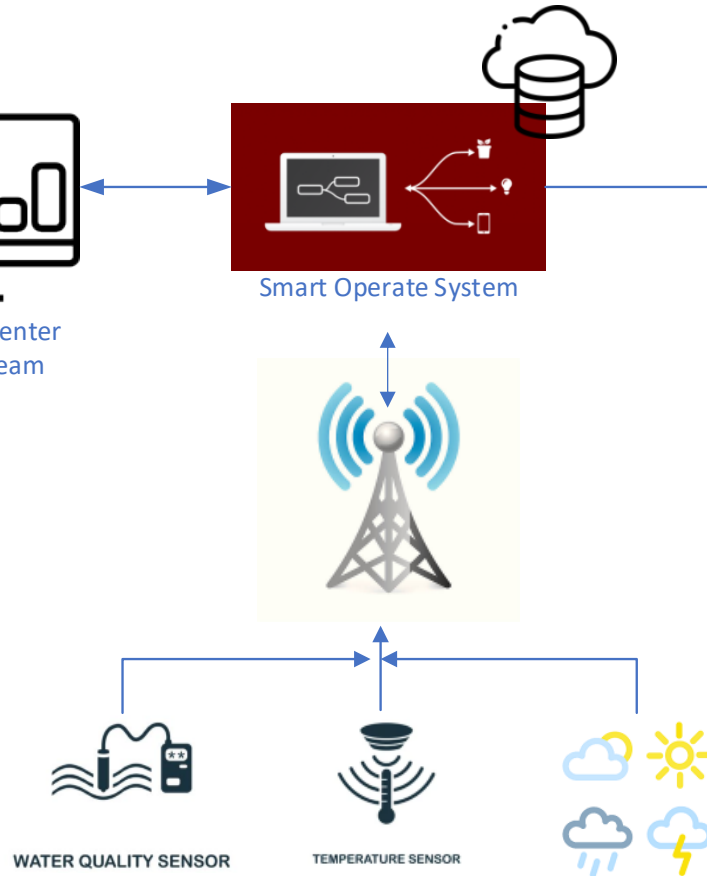 Smart Operate System
enter
eam
WATER QUALITY SENSOR
TEMPERATURE SENSOR